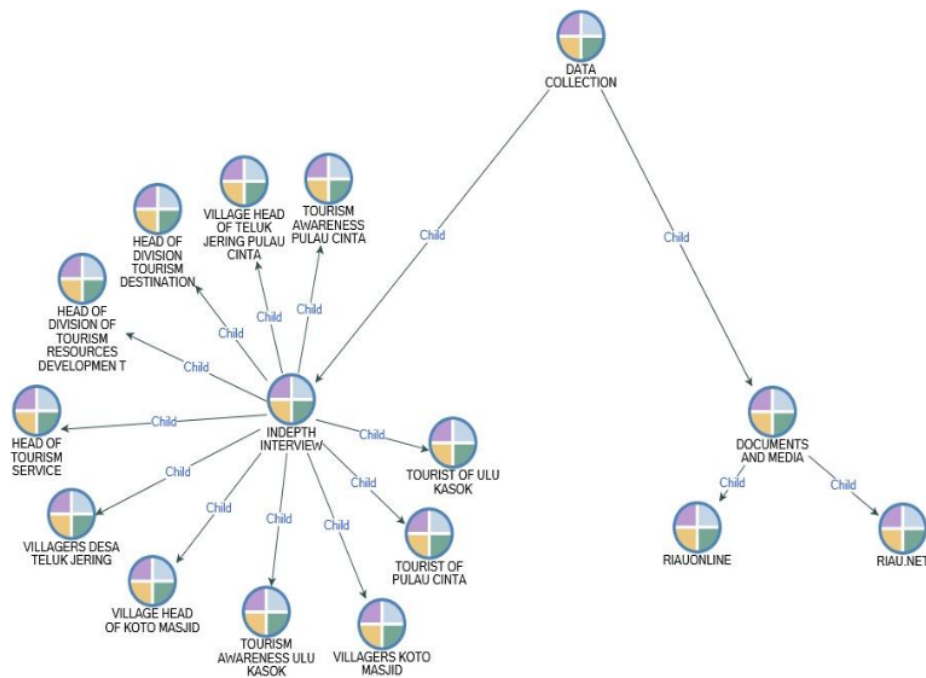 DATA
COLLECTION
Child
Child
TOURISM
AWARENESS
PULAU CINTA
VILLAGE HEAD
OF TELUK
JERING PULAU
CINTA
HEAD OF
DIVISION
TOURISM
DESTINATION
HEAD OF
DIVISION OF
TOURISM
RESOURCES
DEVELOPMEN T
HEAD OF
TOURISM
SERVICE
VILLAGERS DESA
TELUK JERING
VILLAGE HEAD
OF KOTO MASJID
TOURISM
AWARENESS ULU
KASOK
VILLAGERS KOTO
MASJID
TOURIST OF
PULAU CINTA
TOURIST OF ULU
KASOK
INDEPTH
INTERVIEW
Child
Child
Child
Child
Child
Child
Child
Child
Child
Child
Child
DOCUMENTS
AND MEDIA
Child
Child
RIAUONLINE
RIAU.NET